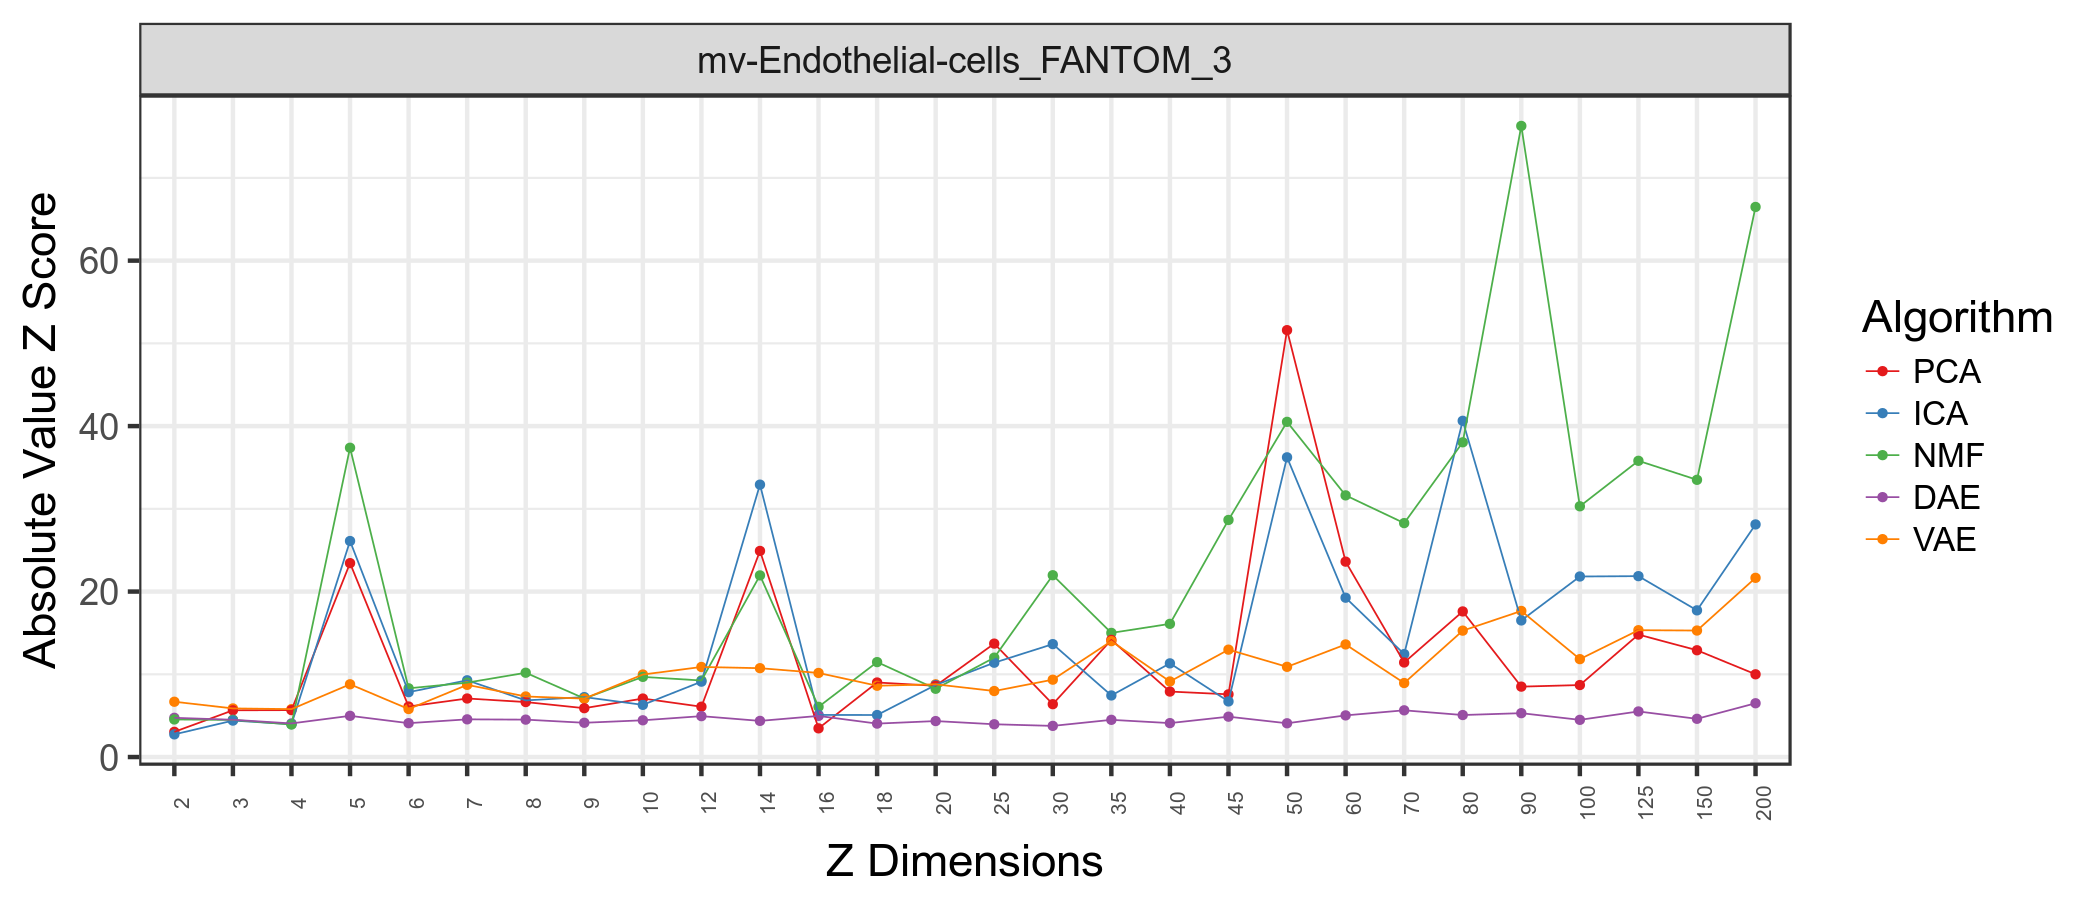 mv-Endothelial-cells_FANTOM_3
Absolute Value Z Score
60
40
20
0
2 3 4 5 6 7 8 9 10 12 14 16 18 20 25 30 35 40 45 50 60 70 80 90 100 125 150 200
Z Dimensions
Algorithm
PCA
ICA
NMF
DAE
VAE